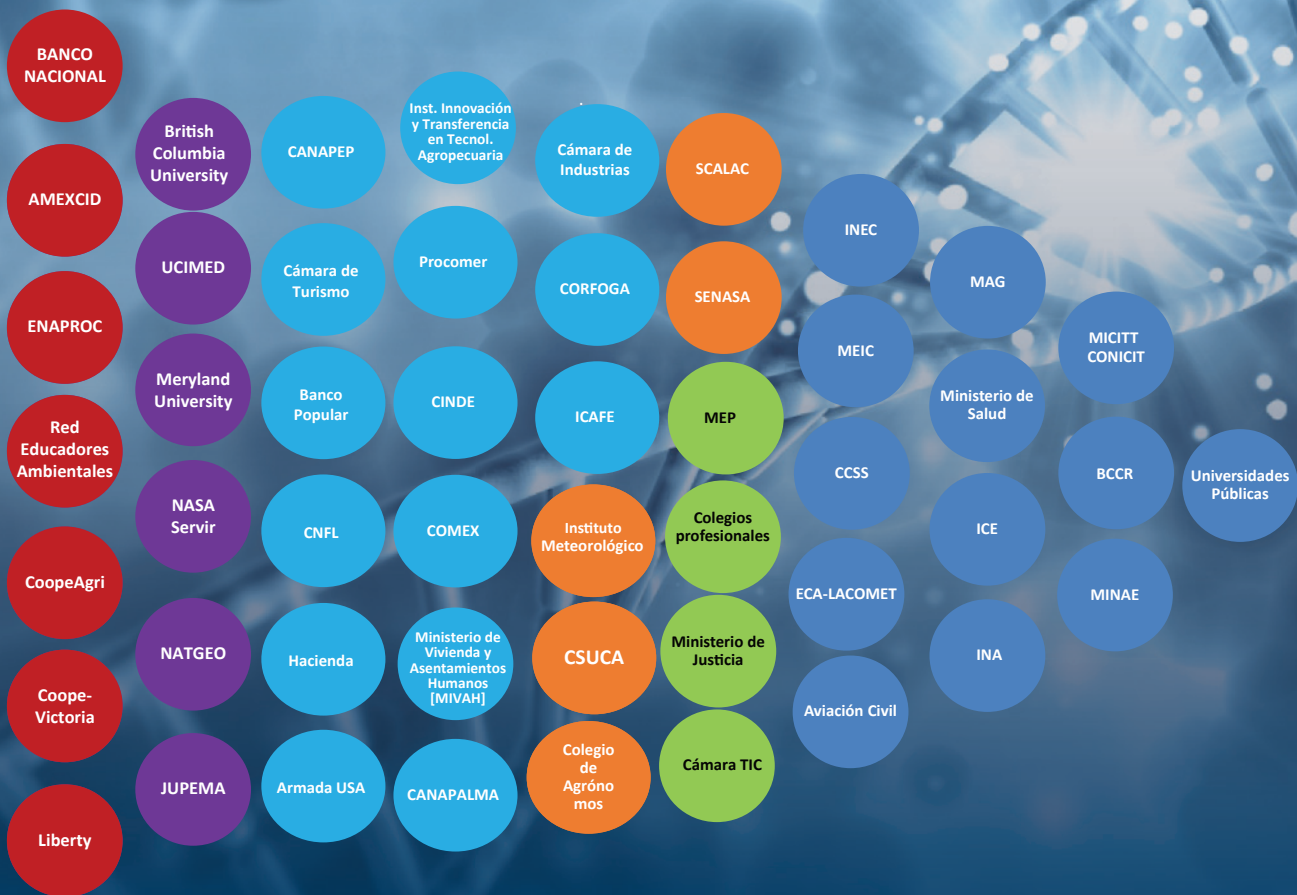 BANCO
NACIONAL
AMEXCID
ENAPROC
Red
Educadores
Ambientales
CoopeAgri
Coope-
Victoria
Liberty
British
Columbia
University
UCIMED
Meryland
University
NASA
Servir
NATGEO
JUPEMA
CANAPEP
Cámara de
Turismo
Banco
Popular
CNFL
Hacienda
Armada USA
Inst. Innovación
y Transferencia
en Tecnol.
Agropecuaria
Procomer
CINDE
COMEX
Ministerio de
Vivienda y
Asentamientos
Humanos
[MIVAH]
CANAPALMA
Cámara de
Industrias
CORFOGA
ICAFE
Instituto
Meteorológico
CSUCA
Colegio
de
Agróno
mos
SCALAC
SENASA
MEP
Colegios
profesionales
Ministerio de
Justicia
Cámara TIC
INEC
MEIC
CCSS
ECA-LACOMET
Aviación Civil
MAG
Ministerio de
Salud
ICE
INA
MICITT
CONICIT
BCCR
MINAE
Universidades
Públicas